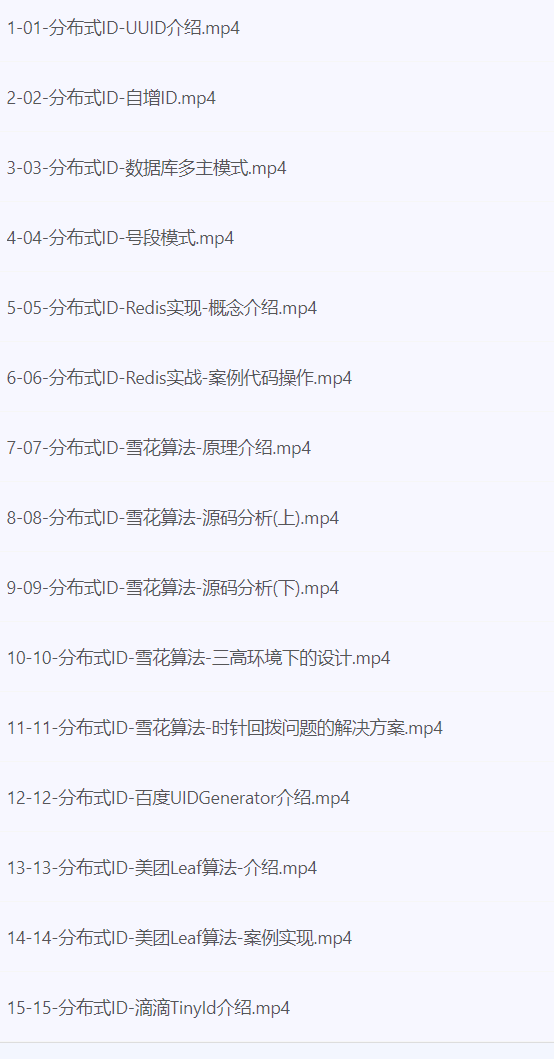 1-01-分布式ID-UUID介绍.mp4
2-02-分布式ID-自增ID.mp4
3-03-分布式ID-数据库多主模式.mp4
4-04-分布式ID-号段模式.mp4
5-05-分布式ID-Redis实现-概念介绍.mp4
6-06-分布式ID-Redis实战-案例代码操作.mp4
7-07-分布式ID-雪花算法-原理介绍.mp4
8-08-分布式ID-雪花算法-源码分析(上).mp4
9-09-分布式ID-雪花算法-源码分析(下).mp4
10-10-分布式ID-雪花算法-三高环境下的设计.mp4
11-11-分布式ID-雪花算法-时针回拨问题的解决方案.mp4
12-12-分布式ID-百度UIDGenerator介绍.mp4
13-13-分布式ID-美团Leaf算法-介绍.mp4
14-14-分布式ID-美团Leaf算法-案例实现.mp4
15-15-分布式ID-滴滴TinyId介绍.mp4